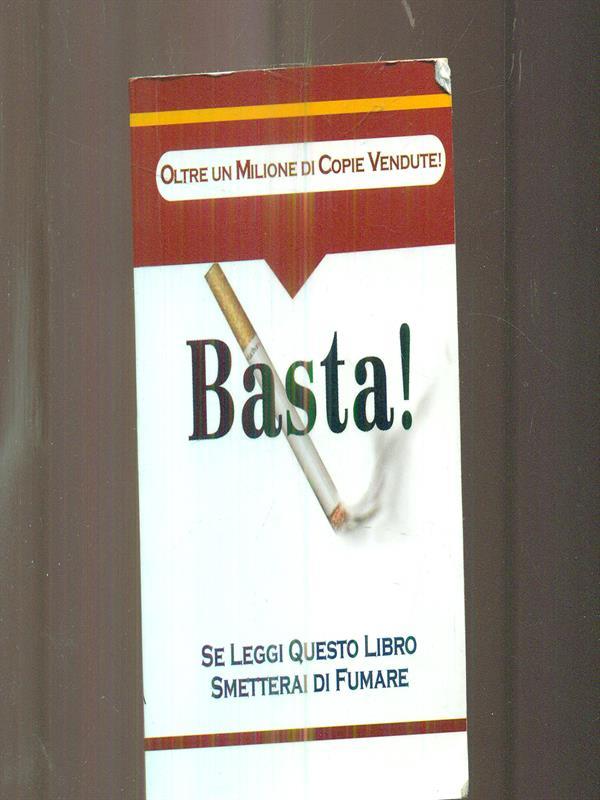 OLTRE UN MILIONE DI COPIE VENDUTE!
Basta!
SE LEGGI QUESTO LIBRO
SMETTERAI DI FUMARE